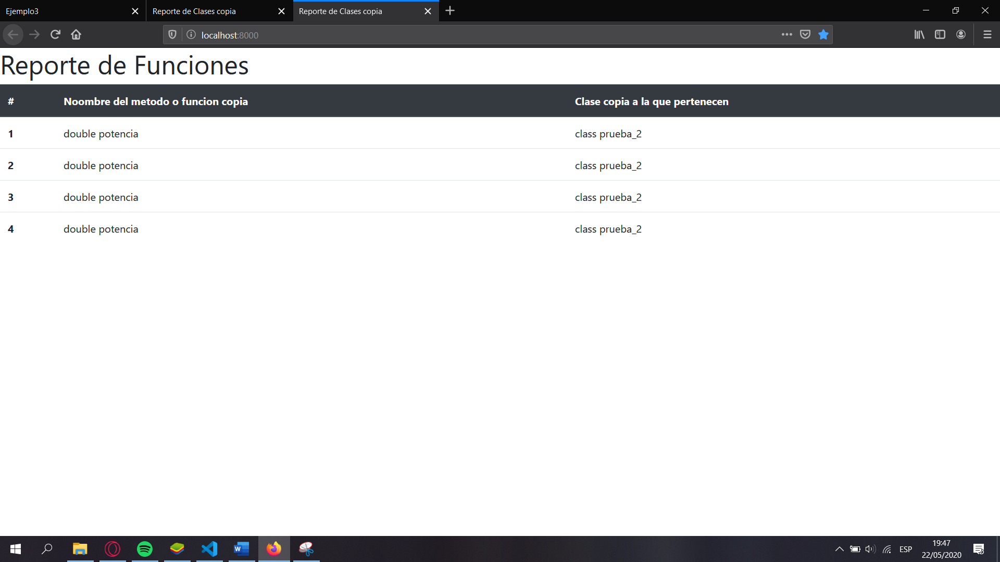 Ejemplo3
Reporte de Clases copia
Reporte de Clases copia
localhost:8000
Reporte de Funciones
# Noombre del metodo o funcion copia Clase copia a la que pertenecen
1 double potencia class prueba_2
2 double potencia class prueba_2
3 double potencia class prueba_2
4 double potencia class prueba_2
ESP
19:47
22/05/2020